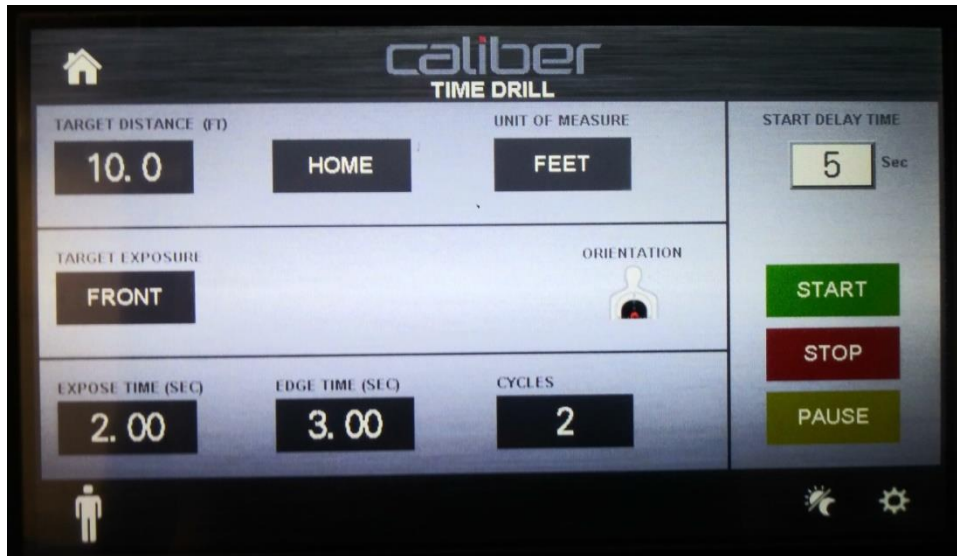 caliber
TIME DRILL
TARGET DISTANCE (FT)
10.0
HOME
UNIT OF MEASURE
FEET
START DELAY TIME
5 Sec
TARGET EXPOSURE
FRONT
ORIENTATION
START
STOP
PAUSE
EXPOSE TIME (SEC)
2.00
EDGE TIME (SEC)
3.00
CYCLES
2